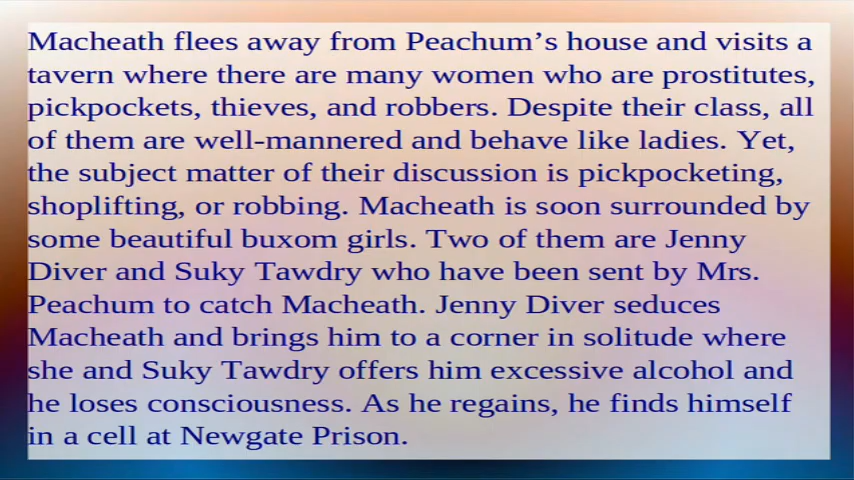 Macheath flees away from Peachum’s house and visits a
tavern where there are many women who are prostitutes,
pickpockets, thieves, and robbers. Despite their class, all
of them are well-mannered and behave like ladies. Yet,
the subject matter of their discussion is pickpocketing,
shoplifting, or robbing. Macheath is soon surrounded by
some beautiful buxom girls. Two of them are Jenny
Diver and Suky Tawdry who have been sent by Mrs.
Peachum to catch Macheath. Jenny Diver seduces
Macheath and brings him to a corner in solitude where
she and Suky Tawdry offers him excessive alcohol and
he loses consciousness. As he regains, he finds himself
in a cell at Newgate Prison.